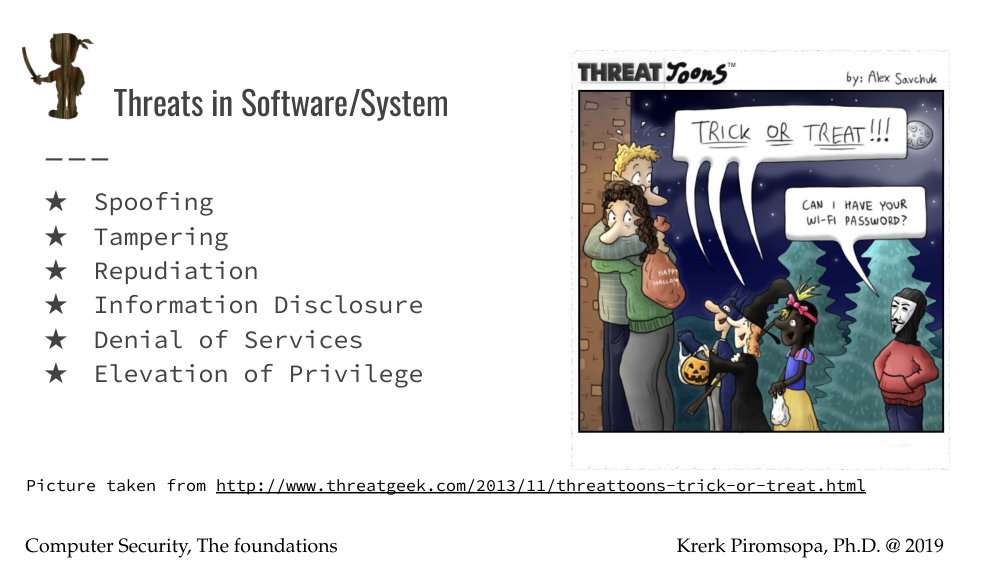 Threats in Software/System
★ Spoofing
★ Tampering
★ Repudiation
★ Information Disclosure
★ Denial of Services
★ Elevation of Privilege
THREAT Toons™
by: Alex Savchuk
TRICK OR TREAT!!!
CAN I HAVE YOUR
WI-FI PASSWORD?
HAPPY
Picture taken from http://www.threatgeek.com/2013/11/threattoons-trick-or-treat.html
Computer Security, The foundations
Krerk Piromsopa, Ph.D. @ 2019